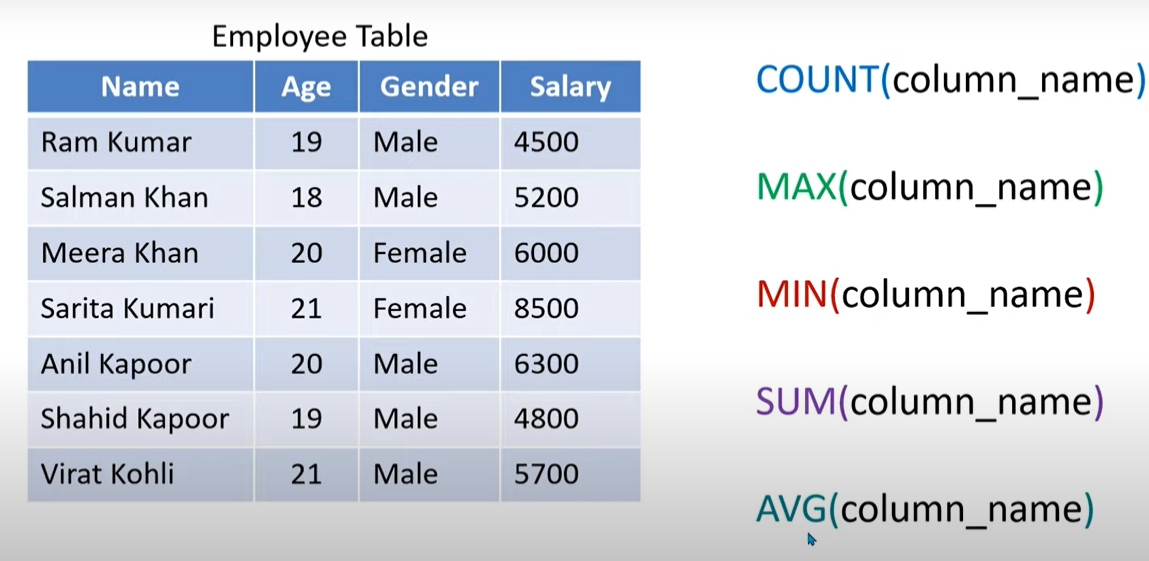 Employee Table
Name Age Gender Salary
Ram Kumar 19 Male 4500
Salman Khan 18 Male 5200
Meera Khan 20 Female 6000
Sarita Kumari 21 Female 8500
Anil Kapoor 20 Male 6300
Shahid Kapoor 19 Male 4800
Virat Kohli 21 Male 5700
COUNT(column_name)
MAX(column_name)
MIN(column_name)
SUM(column_name)
AVG(column_name)